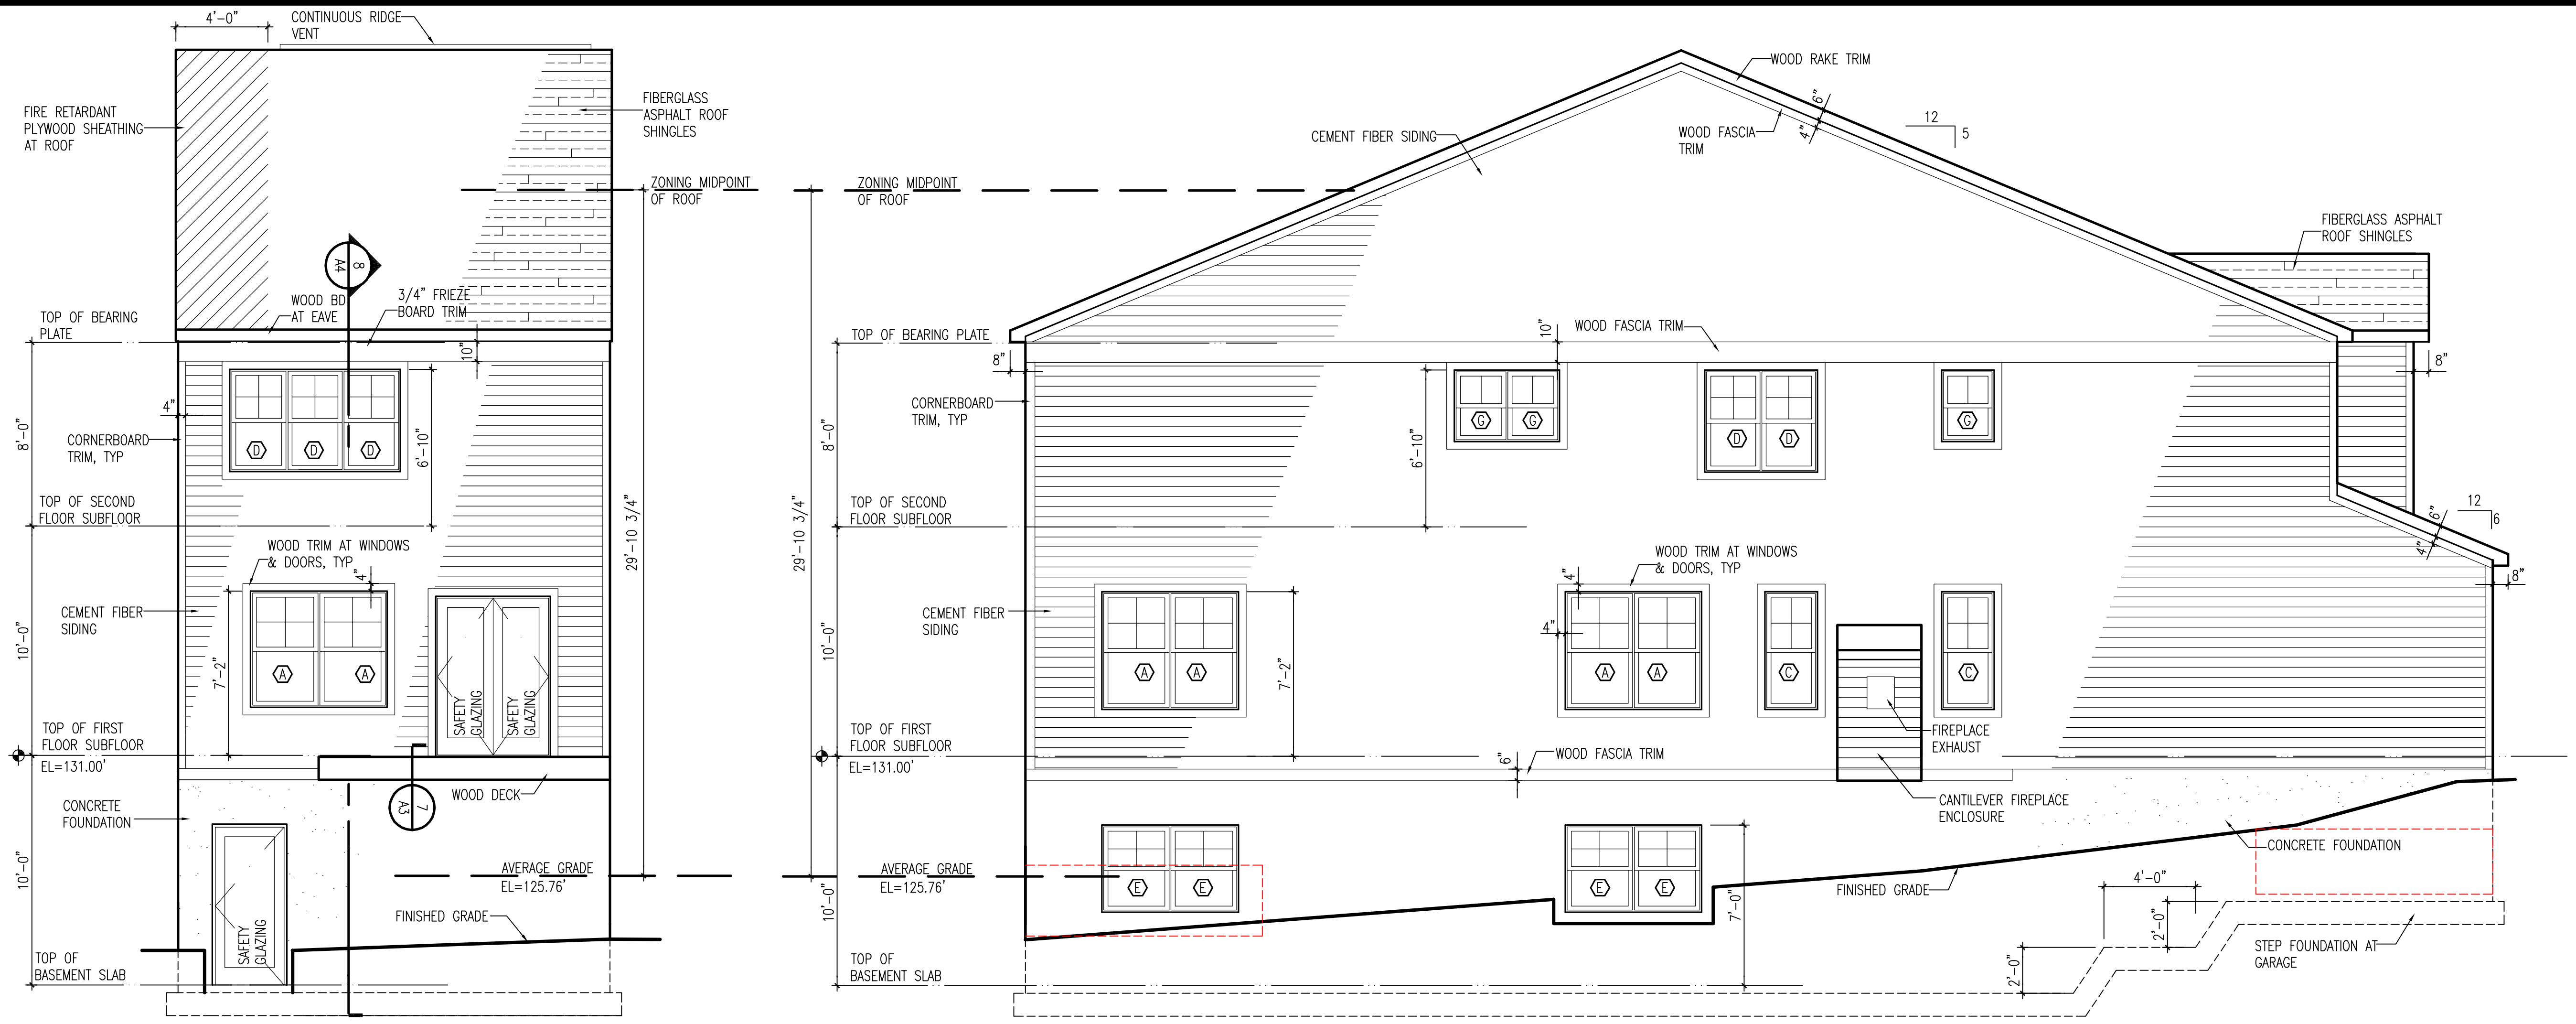 4'-0"
CONTINUOUS RIDGE
VENT
FIRE RETARDANT
PLYWOOD SHEATHING
AT ROOF
FIBERGLASS
ASPHALT ROOF
SHINGLES
ZONING MIDPOINT
OF ROOF
8
A4
WOOD BD
AT EAVE
3/4" FRIEZE
BOARD TRIM
TOP OF BEARING
PLATE
10"
4"
D
D
D
8'-0"
6'-10"
CORNERBOARD
TRIM, TYP
TOP OF SECOND
FLOOR SUBFLOOR
29'-10 3/4"
WOOD TRIM AT WINDOWS
& DOORS, TYP
4"
CEMENT FIBER
SIDING
10'-0"
7'-2"
A
A
SAFETY
GLAZING
SAFETY
GLAZING
TOP OF FIRST
FLOOR SUBFLOOR
EL=131.00'
WOOD DECK
7
A3
CONCRETE
FOUNDATION
10'-0"
AVERAGE GRADE
EL=125.76'
FINISHED GRADE
SAFETY
GLAZING
TOP OF
BASEMENT SLAB
WOOD RAKE TRIM
6"
4"
WOOD FASCIA
TRIM
CEMENT FIBER SIDING
12
5
ZONING MIDPOINT
OF ROOF
FIBERGLASS ASPHALT
ROOF SHINGLES
TOP OF BEARING PLATE
10"
WOOD FASCIA TRIM
8"
8"
CORNERBOARD
TRIM, TYP
G
G
D
D
G
8'-0"
6'-10"
TOP OF SECOND
FLOOR SUBFLOOR
29'-10 3/4"
12
6
6"
4"
8"
WOOD TRIM AT WINDOWS
& DOORS, TYP
4"
4"
CEMENT FIBER
SIDING
10'-0"
7'-2"
A
A
A
A
C
C
TOP OF FIRST
FLOOR SUBFLOOR
EL=131.00'
6"
WOOD FASCIA TRIM
FIREPLACE
EXHAUST
CANTILEVER FIREPLACE
ENCLOSURE
CONCRETE FOUNDATION
AVERAGE GRADE
EL=125.76'
10'-0"
E
E
E
E
7'-0"
FINISHED GRADE
4'-0"
2'-0"
2'-0"
STEP FOUNDATION AT
GARAGE
TOP OF
BASEMENT SLAB